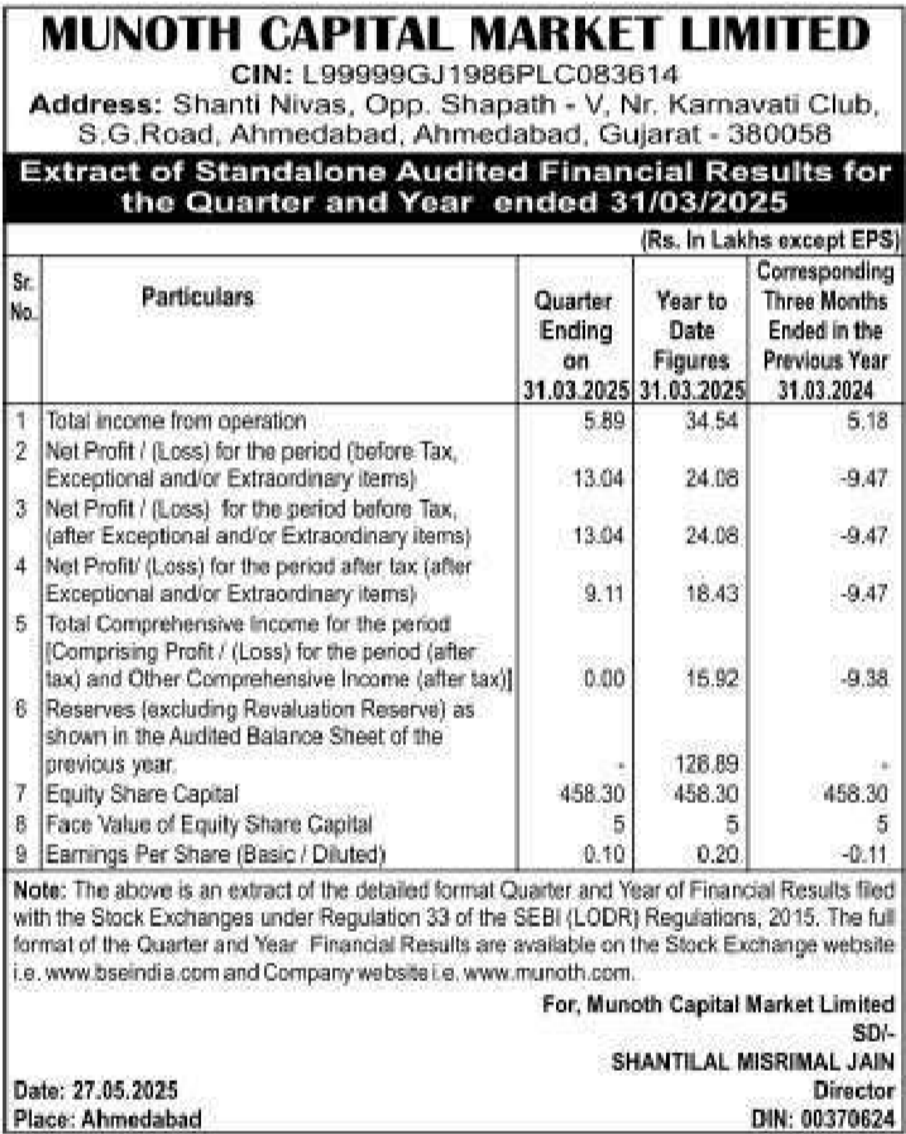 MUNOTH CAPITAL MARKET LIMITED
CIN: L99999GJ1986PLC083614
Address: Shanti Nivas, Opp. Shapath - V, Nr. Karnavati Club,
S.G.Road, Ahmedabad, Ahmedabad, Gujarat - 380058
Extract of Standalone Audited Financial Results for
the Quarter and Year ended 31/03/2025
(Rs. In Lakhs except EPS)
Sr. No. Particulars Quarter Ending on 31.03.2025 Year to Date Figures 31.03.2025 Corresponding Three Months Ended in the Previous Year 31.03.2024
1 Total income from operation 5.89 34.54 5.18
2 Net Profit / (Loss) for the period (before Tax,
Exceptional and/or Extraordinary items) 13.04 24.08 -9.47
3 Net Profit / (Loss) for the period before Tax,
(after Exceptional and/or Extraordinary items) 13.04 24.08 -9.47
4 Net Profit/ (Loss) for the period after tax (after
Exceptional and/or Extraordinary items) 9.11 18.43 -9.47
5 Total Comprehensive Income for the period
[Comprising Profit / (Loss) for the period (after
tax) and Other Comprehensive Income (after tax)] 0.00 15.92 -9.38
6 Reserves (excluding Revaluation Reserve) as
shown in the Audited Balance Sheet of the
previous year. - 128.89 -
7 Equity Share Capital 458.30 458.30 458.30
8 Face Value of Equity Share Capital 5 5 5
9 Earnings Per Share (Basic / Diluted) 0.10 0.20 -0.11
Note: The above is an extract of the detailed format Quarter and Year of Financial Results filed
with the Stock Exchanges under Regulation 33 of the SEBI (LODR) Regulations, 2015. The full
format of the Quarter and Year Financial Results are available on the Stock Exchange website
i.e. www.bseindia.com and Company website i.e. www.munoth.com.
For, Munoth Capital Market Limited
SD/-
SHANTILAL MISRIMAL JAIN
Date: 27.05.2025 Director
Place: Ahmedabad DIN: 00370624